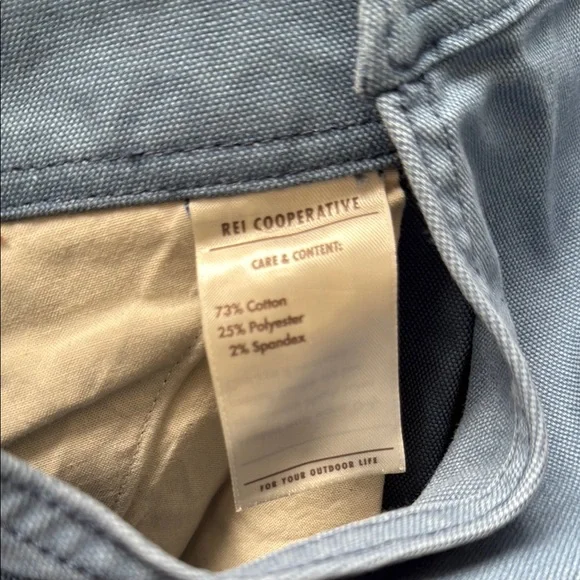 REI COOPERATIVE
CARE & CONTENT:
73% Cotton
25% Polyester
2% Spandex
FOR YOUR OUTDOOR LIFE